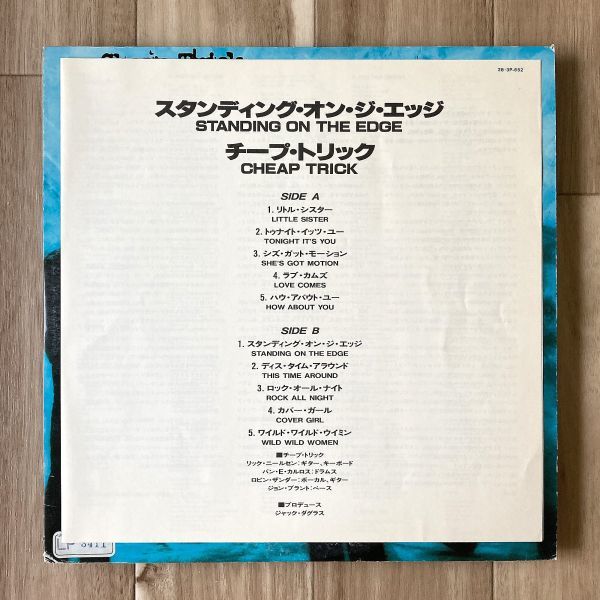 Cheap Trick
28・3P-652
スタンディング・オン・ジ・エッジ
STANDING ON THE EDGE
チープ・トリック
CHEAP TRICK
SIDE A
1. リトル・シスター
LITTLE SISTER
2. トゥナイト・イッツ・ユー
TONIGHT IT'S YOU
3. シズ・ガット・モーション
SHE'S GOT MOTION
4. ラブ・カムズ
LOVE COMES
5. ハウ・アバウト・ユー
HOW ABOUT YOU
SIDE B
1. スタンディング・オン・ジ・エッジ
STANDING ON THE EDGE
2. ディス・タイム・アラウンド
THIS TIME AROUND
3. ロック・オール・ナイト
ROCK ALL NIGHT
4. カバー・ガール
COVER GIRL
5. ワイルド・ワイルド・ウイミン
WILD WILD WOMEN
■チープ・トリック
リック・ニールセン:ギター、キーボード
バン・E・カルロス:ドラムス
ロビン・ザンダー:ボーカル、ギター
ジョン・ブラント:ベース
■プロデュース
ジャック・ダグラス
LP 8411